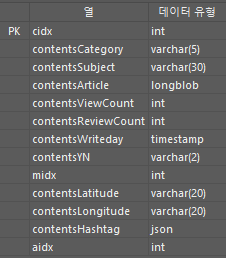 열 데이터 유형
PK cidx int
contentsCategory varchar(5)
contentsSubject varchar(30)
contentsArticle longblob
contentsViewCount int
contentsReviewCount int
contentsWriteday timestamp
contentsYN varchar(2)
midx int
contentsLatitude varchar(20)
contentsLongitude varchar(20)
contentsHashtag json
aidx int